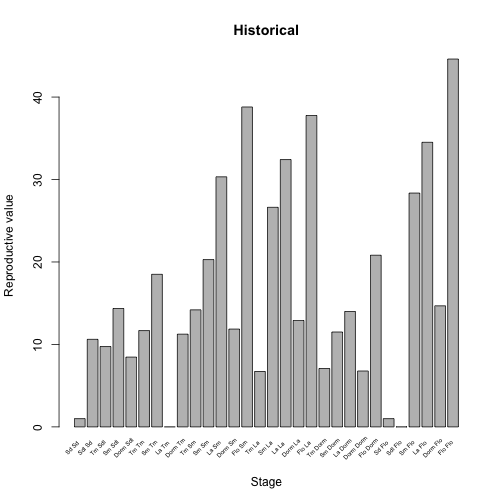 Historical
Reproductive value
0
10
20
30
40
Sd Sd
Sdl Sd
Tm Sdl
Sm Sdl
Dorm Sdl
Tm Tm
Sm Tm
La Tm
Dorm Tm
Tm Sm
Sm Sm
La Sm
Dorm Sm
Flo Sm
Tm La
Sm La
La La
Dorm La
Flo La
Tm Dorm
Sm Dorm
La Dorm
Dorm Dorm
Flo Dorm
Sd Flo
Sdl Flo
Sm Flo
La Flo
Dorm Flo
Flo Flo
Stage